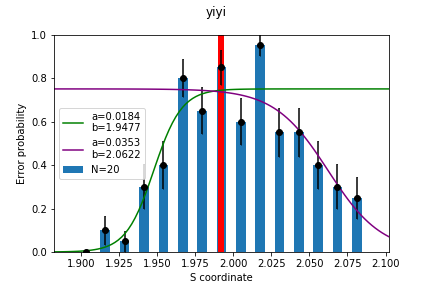 yiyi
1.0
0.8
0.6
0.4
0.2
0.0
Error probability
a=0.0184
b=1.9477
a=0.0353
b=2.0622
N=20
1.900 1.925 1.950 1.975 2.000 2.025 2.050 2.075 2.100
S coordinate